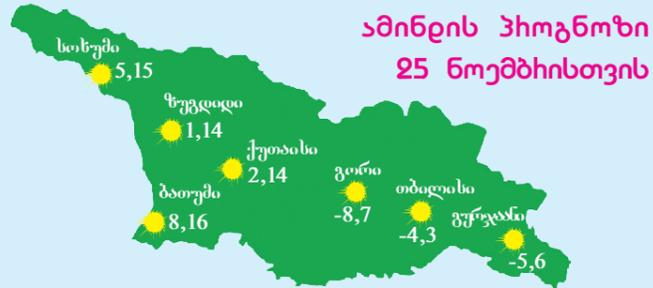 ამინდის პროგნოზი
25 ნოემბრისთვის
სოხუმი
5,15
ზუგდიდი
1,14
ქუთაისი
2,14
ბათუმი
8,16
გორი
-8,7
თბილისი
-4,3
გურჯაანი
-5,6